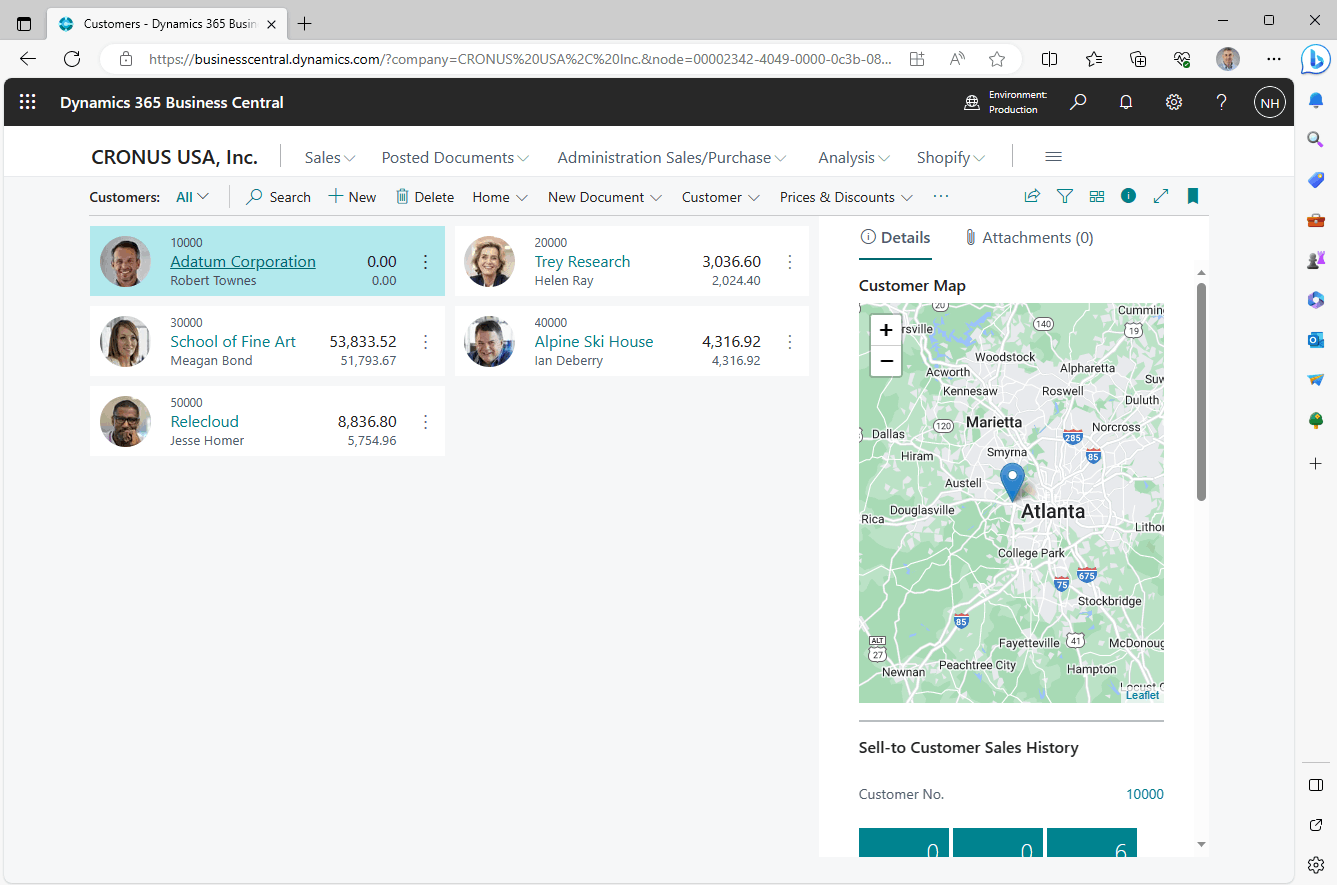 Customers - Dynamics 365 Busin
https://businesscentral.dynamics.com/?company=CRONUS%20USA%2C%20Inc.&node=00002342-4049-0000-0c3b-08...
Dynamics 365 Business Central
Environment:
Production
NH
CRONUS USA, Inc.
Sales
Posted Documents
Administration Sales/Purchase
Analysis
Shopify
Customers:
All
Search
New
Delete
Home
New Document
Customer
Prices & Discounts
10000
Adatum Corporation 0.00
Robert Townes 0.00
20000
Trey Research 3,036.60
Helen Ray 2,024.40
30000
School of Fine Art 53,833.52
Meagan Bond 51,793.67
40000
Alpine Ski House 4,316.92
Ian Deberry 4,316.92
50000
Relecloud 8,836.80
Jesse Homer 5,754.96
Details
Attachments (0)
Customer Map
+
−
20
Cummin
rsville
140
19
Woodstock
Acworth
Alpharetta
Suw
Kennesaw
Roswell
Duluth
120
Marietta
Norcross
Dallas
285
Hiram
Smyrna
85
Austell
Douglasville
Atlanta
Rica
Lithor
College Park
75
675
Stockbridge
85
ALT
27
Fayetteville
41
McDonoug
Newnan
Peachtree City
Hampton
Locust G
Leaflet
Sell-to Customer Sales History
Customer No. 10000
0
0
6